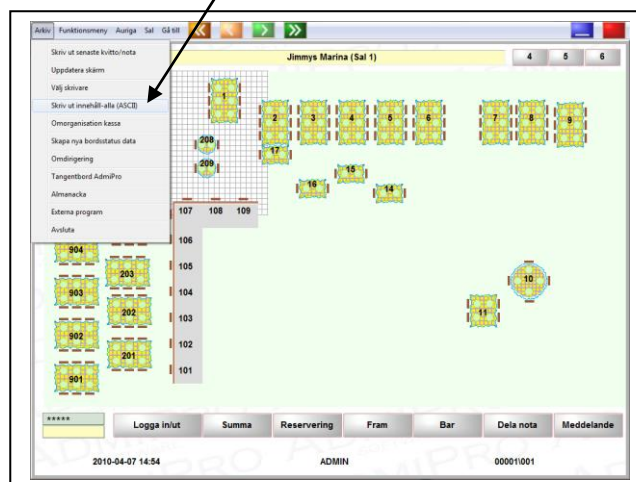 Arkiv Funktionsmeny Auriga Sal Gå till
Skriv ut senaste kvitto/nota
Uppdatera skärm
Välj skrivare
Skriv ut innehåll-alla (ASCII)
Omorganisation kassa
Skapa nya bordsstatus data
Omdirigering
Tangentbord AdmiPro
Almanacka
Externa program
Avsluta
Jimmys Marina (Sal 1)
4 5 6
1
2 3 4 5 6 7 8 9
208
17
209
15
16
14
107 108 109
106
904
105
203
10
903
104
202
103
11
902
102
201
101
901
*****
Logga in/ut Summa Reservering Fram Bar Dela nota Meddelande
2010-04-07 14:54 ADMIN 00001\001